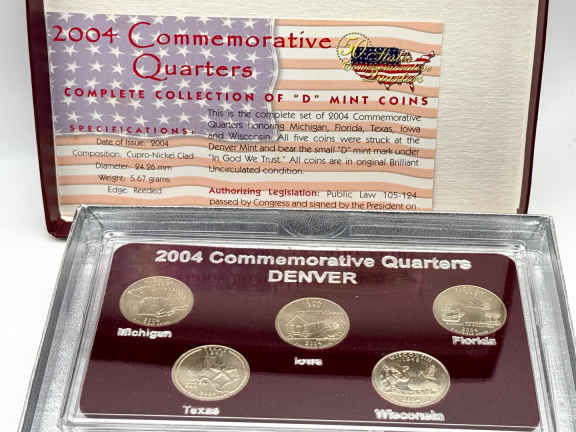 2004 Commemorative
Quarters
50 State
Commemorative
Quarters
COMPLETE COLLECTION OF "D" MINT COINS
SPECIFICATIONS:
Date of Issue: 2004
Composition: Cupro-Nickel Clad
Diameter: 24.26 mm
Weight: 5.67 grams
Edge: Reeded
This is the complete set of 2004 Commemorative
Quarters honoring Michigan, Florida, Texas, Iowa
and Wisconsin. All five coins were struck at the
Denver Mint and bear the small "D" mint mark under
"In God We Trust." All coins are in original Brilliant
Uncirculated condition.
Authorizing Legislation: Public Law 105-124
passed by Congress and signed by the President on
2004 Commemorative Quarters
DENVER
Michigan
Iowa
Florida
Texas
WISCONSIN
Wisconsin